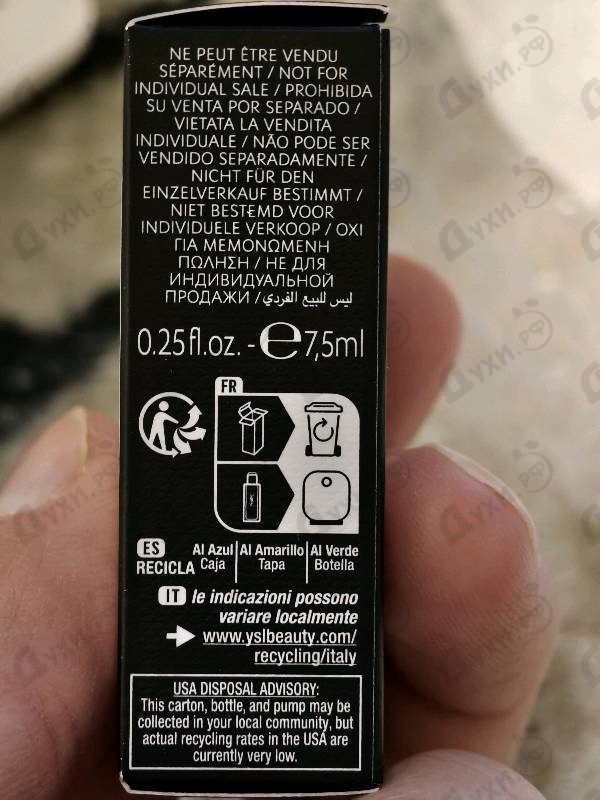 NE PEUT ÊTRE VENDU
SÉPARÉMENT / NOT FOR
INDIVIDUAL SALE / PROHIBIDA
SU VENTA POR SEPARADO /
VIETATA LA VENDITA
INDIVIDUALE / NÃO PODE SER
VENDIDO SEPARADAMENTE /
NICHT FÜR DEN
EINZELVERKAUF BESTIMMT /
NIET BESTEMD VOOR
INDIVIDUELE VERKOOP / ΟΧΙ
ΓΙΑ ΜΕΜΟΝΩΜΕΝΗ
ΠΩΛΗΣΗ / НЕ ДЛЯ
ИНДИВИДУАЛЬНОЙ
ПРОДАЖИ / ليس للبيع الفردي
0.25 fl.oz. - ℮ 7,5ml
FR
ES RECICLA
Al Azul Caja | Al Amarillo Tapa | Al Verde Botella
IT le indicazioni possono
variare localmente
www.yslbeauty.com/
recycling/italy
USA DISPOSAL ADVISORY:
This carton, bottle, and pump may be
collected in your local community, but
actual recycling rates in the USA are
currently very low.
Духи.рф